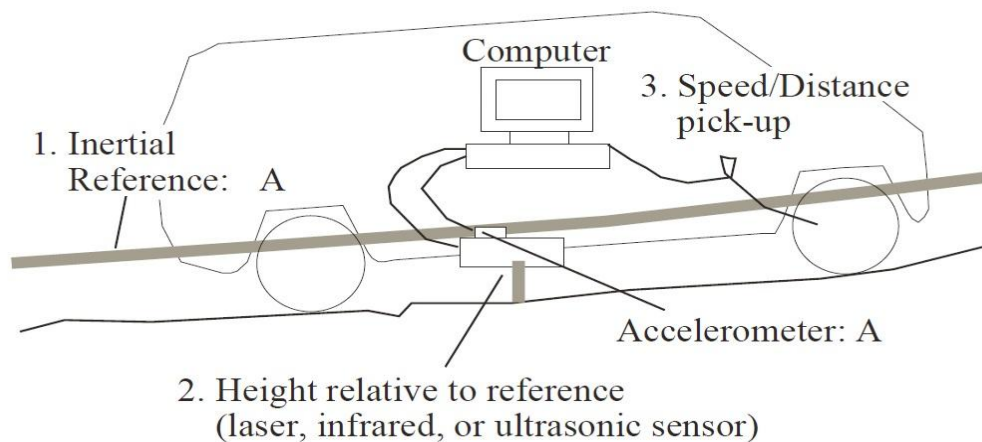 Computer
3. Speed/Distance
pick-up
1. Inertial
Reference: A
Accelerometer: A
2. Height relative to reference
(laser, infrared, or ultrasonic sensor)